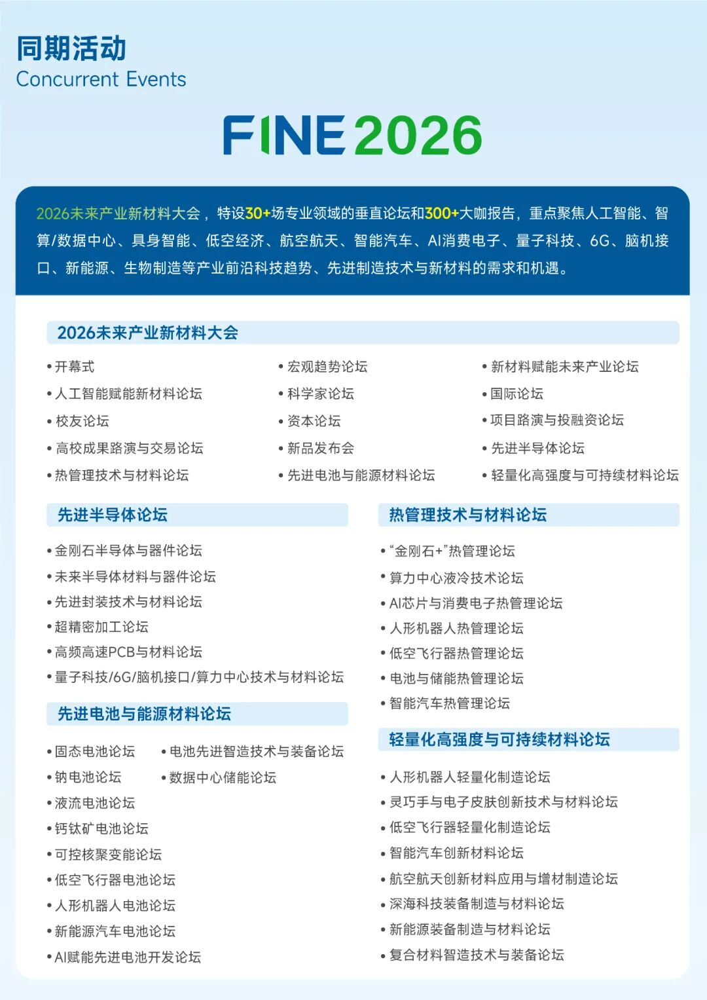 同期活动
Concurrent Events
FINE 2026
2026未来产业新材料大会，特设30+场专业领域的垂直论坛和300+大咖报告，重点聚焦人工智能、智
算/数据中心、具身智能、低空经济、航空航天、智能汽车、AI消费电子、量子科技、6G、脑机接
口、新能源、生物制造等产业前沿科技趋势、先进制造技术与新材料的需求和机遇。
2026未来产业新材料大会
•开幕式
•宏观趋势论坛
•新材料赋能未来产业论坛
•人工智能赋能新材料论坛
•科学家论坛
•国际论坛
•校友论坛
•资本论坛
•项目路演与投融资论坛
•高校成果路演与交易论坛
•新品发布会
•先进半导体论坛
•热管理技术与材料论坛
•先进电池与能源材料论坛
•轻量化高强度与可持续材料论坛
先进半导体论坛
•金刚石半导体与器件论坛
•未来半导体材料与器件论坛
•先进封装技术与材料论坛
•超精密加工论坛
•高频高速PCB与材料论坛
•量子科技/6G/脑机接口/算力中心技术与材料论坛
热管理技术与材料论坛
•“金刚石+”热管理论坛
•算力中心液冷技术论坛
•AI芯片与消费电子热管理论坛
•人形机器人热管理论坛
•低空飞行器热管理论坛
•电池与储能热管理论坛
•智能汽车热管理论坛
先进电池与能源材料论坛
•固态电池论坛
•电池先进智造技术与装备论坛
•钠电池论坛
•数据中心储能论坛
•液流电池论坛
•钙钛矿电池论坛
•可控核聚变能论坛
•低空飞行器电池论坛
•人形机器人电池论坛
•新能源汽车电池论坛
•AI赋能先进电池开发论坛
轻量化高强度与可持续材料论坛
•人形机器人轻量化制造论坛
•灵巧手与电子皮肤创新技术与材料论坛
•低空飞行器轻量化制造论坛
•智能汽车创新材料论坛
•航空航天创新材料应用与增材制造论坛
•深海科技装备制造与材料论坛
•新能源装备制造与材料论坛
•复合材料智造技术与装备论坛